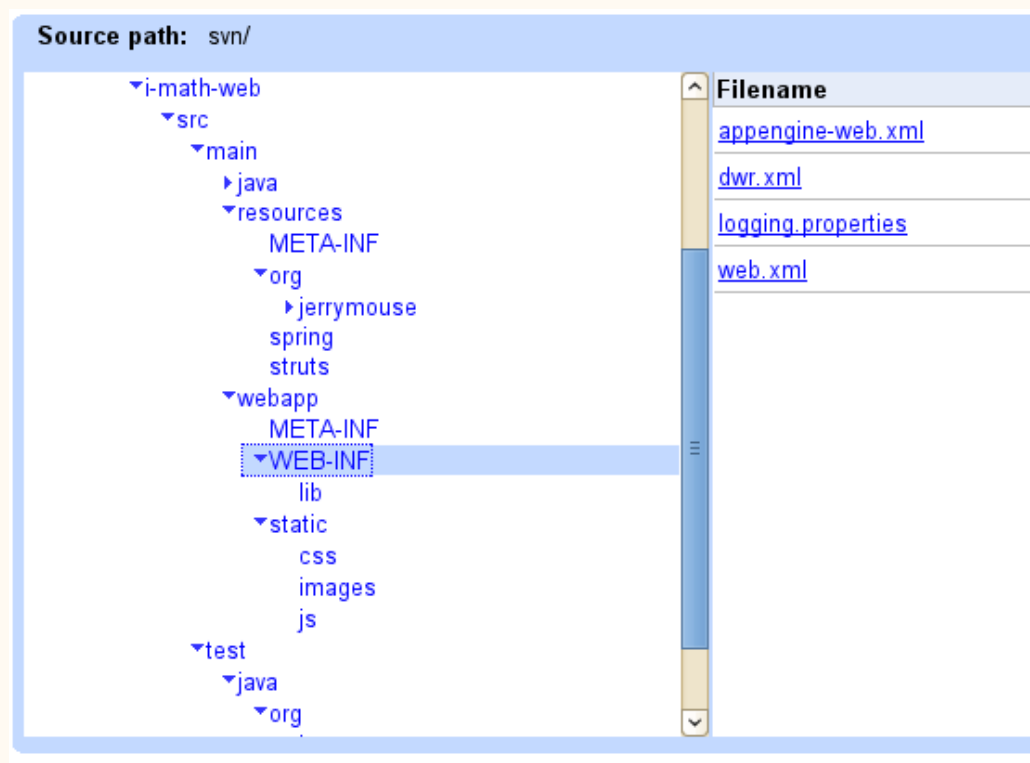 Source path: svn/
i-math-web
src
main
java
resources
META-INF
org
jerrymouse
spring
struts
webapp
META-INF
WEB-INF
lib
static
css
images
js
test
java
org
Filename
appengine-web.xml
dwr.xml
logging.properties
web.xml